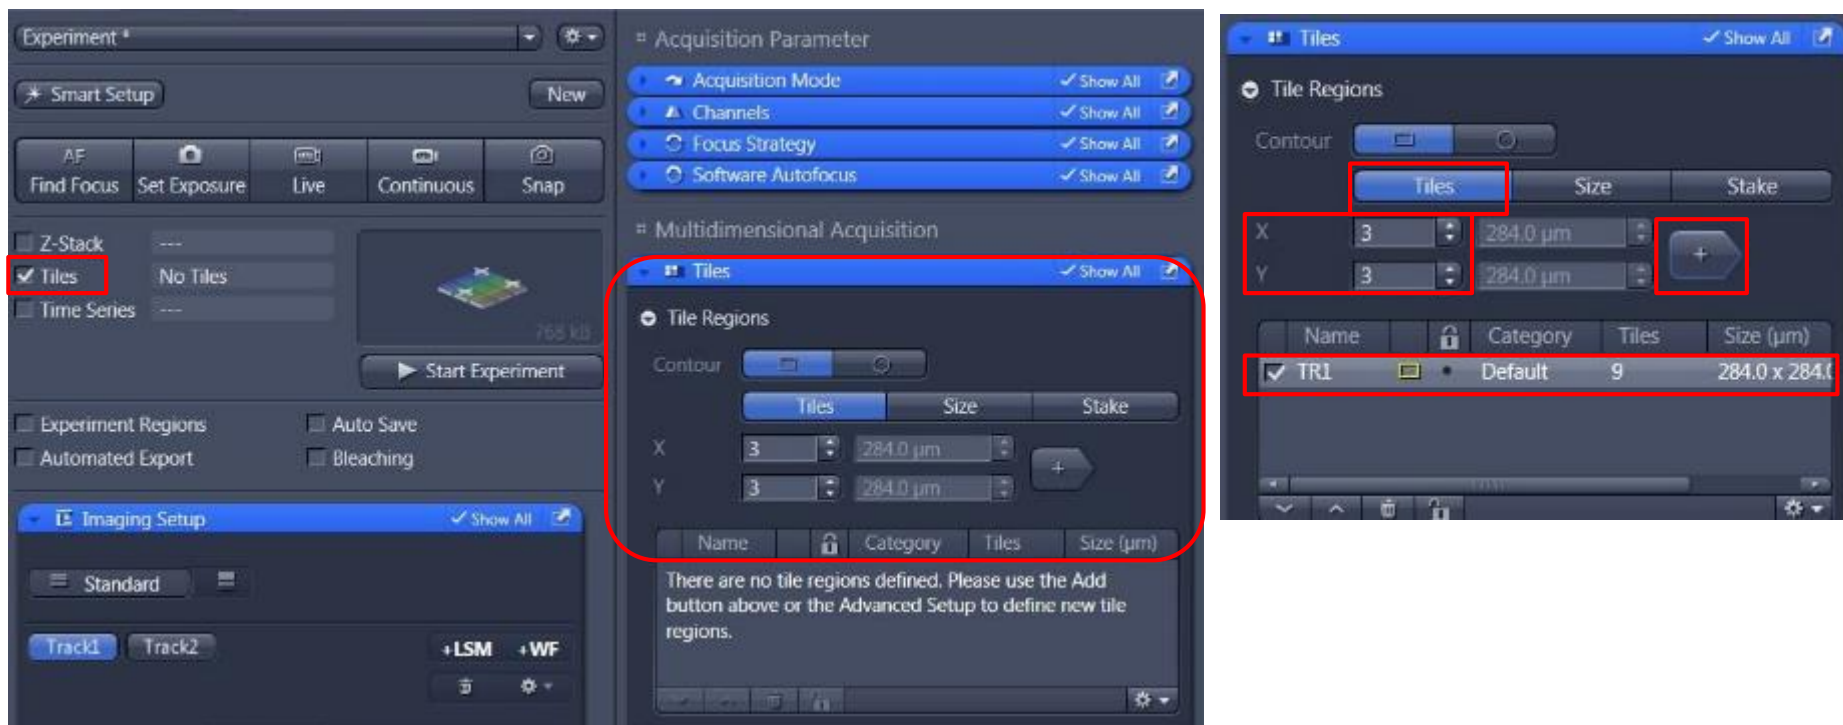 Experiment *
Smart Setup
New
AF
Find Focus
Set Exposure
Live
Continuous
Snap
Z-Stack ---
Tiles No Tiles
Time Series ---
768 kB
Start Experiment
Experiment Regions Auto Save
Automated Export Bleaching
Imaging Setup Show All
Standard
Track1 Track2 +LSM +WF
Acquisition Parameter
Acquisition Mode Show All
Channels Show All
Focus Strategy Show All
Software Autofocus Show All
Multidimensional Acquisition
Tiles Show All
Tile Regions
Contour
Tiles Size Stake
X 3 284.0 µm
+
Y 3 284.0 µm
Name Category Tiles Size (µm)
There are no tile regions defined. Please use the Add
button above or the Advanced Setup to define new tile
regions.
Tiles Show All
Tile Regions
Contour
Tiles Size Stake
X 3 284.0 µm
+
Y 3 284.0 µm
Name Category Tiles Size (µm)
TR1 Default 9 284.0 x 284.0